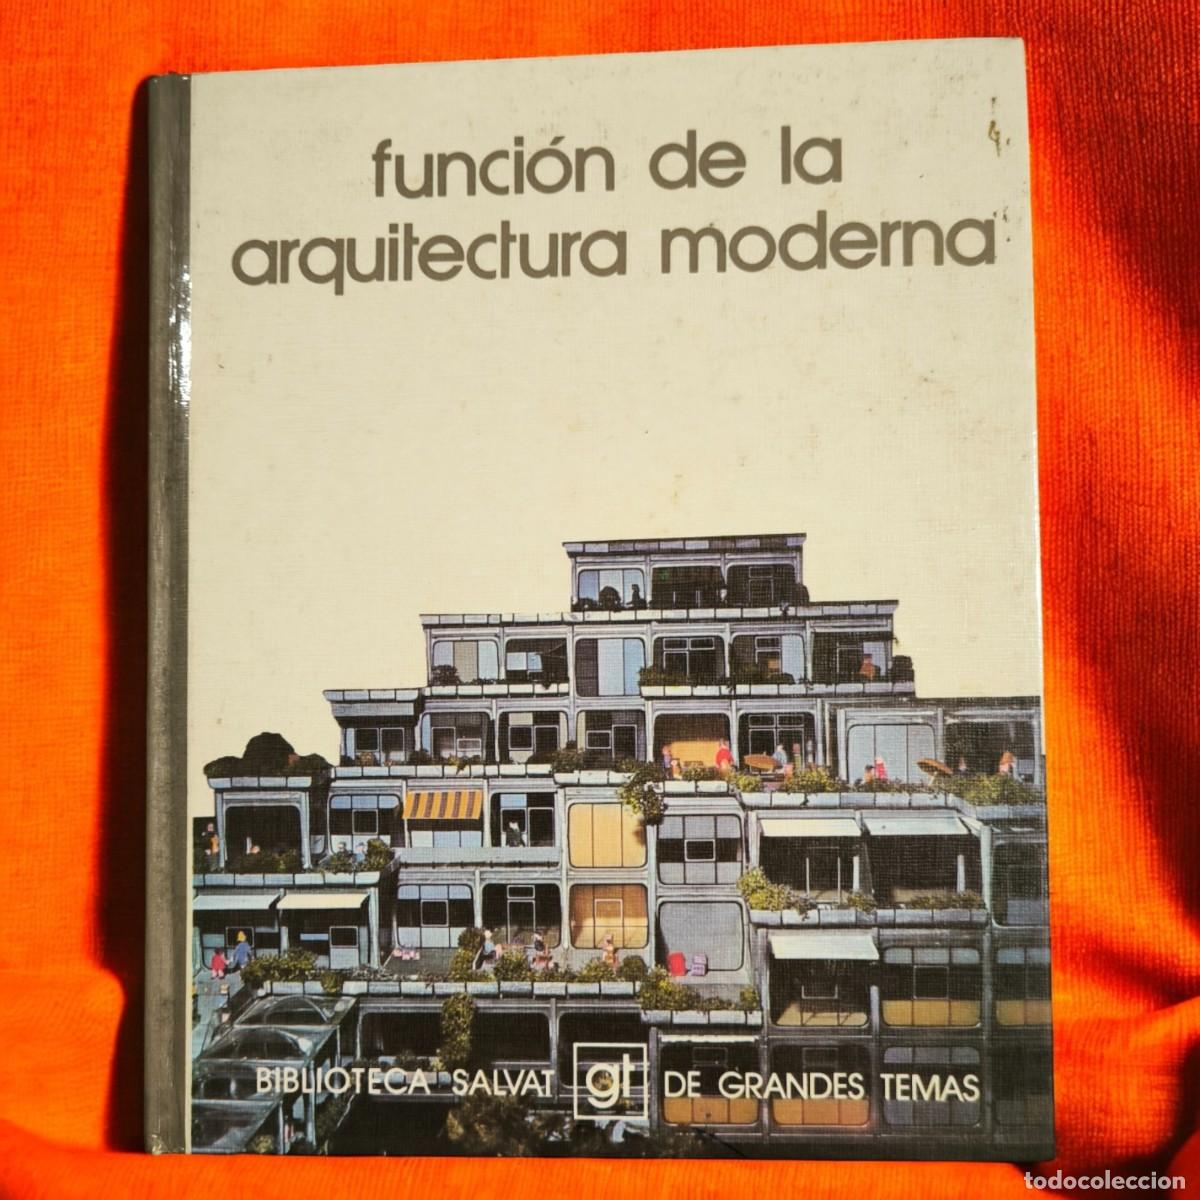 función de la
arquitectura moderna
BIBLIOTECA SALVAT gt DE GRANDES TEMAS
todocoleccion